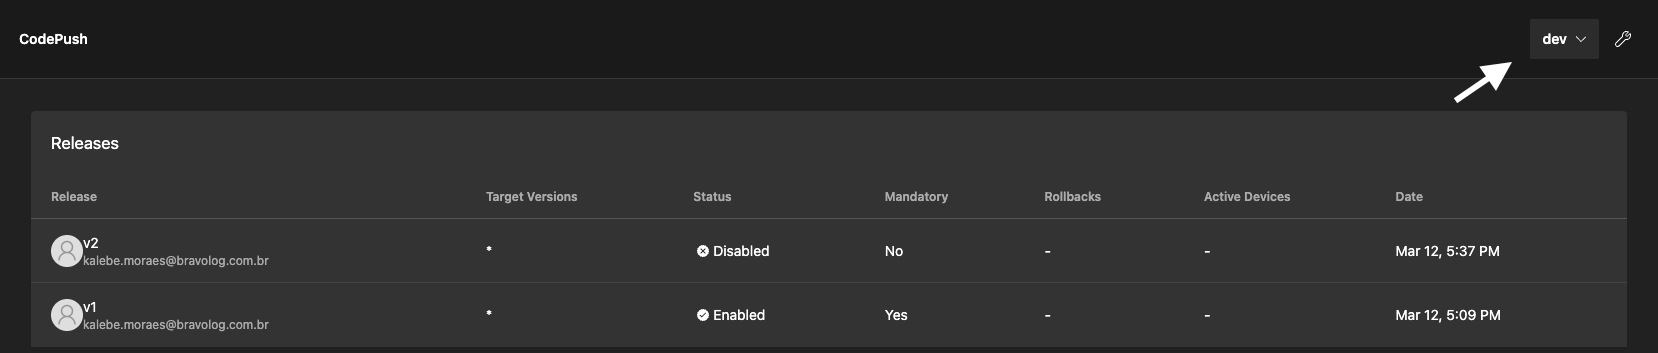 CodePush
dev
Releases
Release Target Versions Status Mandatory Rollbacks Active Devices Date
v2
kalebe.moraes@bravolog.com.br
* Disabled No - - Mar 12, 5:37 PM
v1
kalebe.moraes@bravolog.com.br
* Enabled Yes - - Mar 12, 5:09 PM